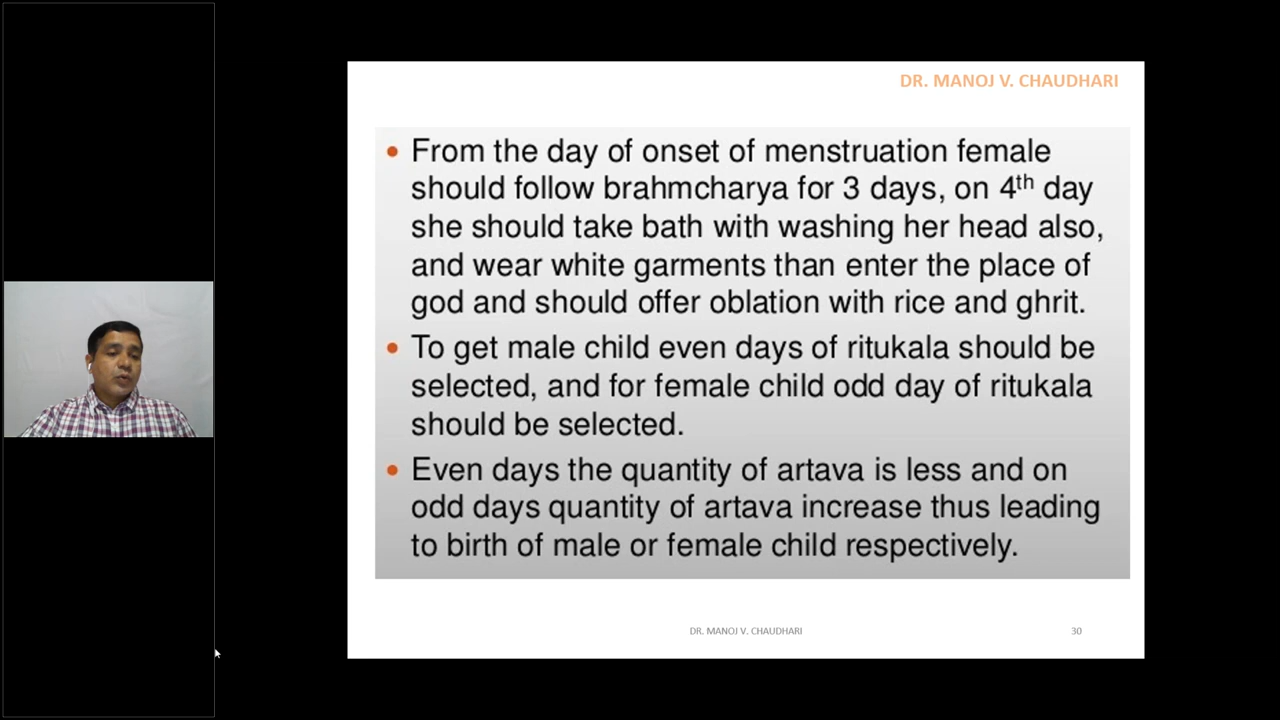 DR. MANOJ V. CHAUDHARI
• From the day of onset of menstruation female
should follow brahmcharya for 3 days, on 4th day
she should take bath with washing her head also,
and wear white garments than enter the place of
god and should offer oblation with rice and ghrit.
• To get male child even days of ritukala should be
selected, and for female child odd day of ritukala
should be selected.
• Even days the quantity of artava is less and on
odd days quantity of artava increase thus leading
to birth of male or female child respectively.
DR. MANOJ V. CHAUDHARI
30